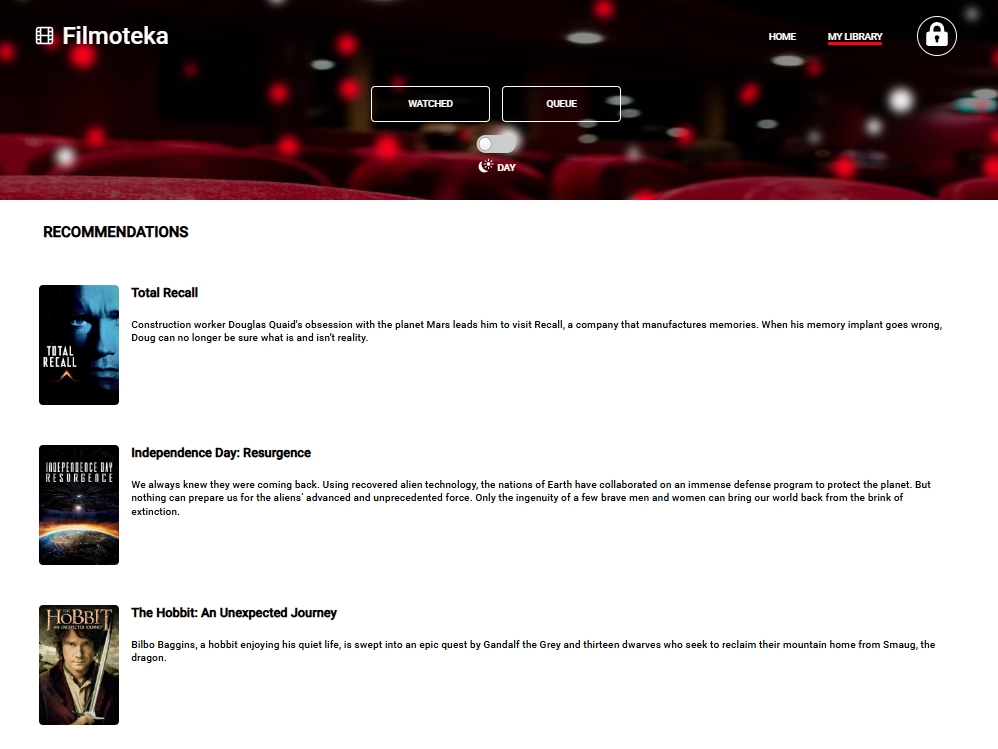 Filmoteka
HOME
MY LIBRARY
WATCHED
QUEUE
DAY
RECOMMENDATIONS
Total Recall
Construction worker Douglas Quaid's obsession with the planet Mars leads him to visit Recall, a company that manufactures memories. When his memory implant goes wrong,
Doug can no longer be sure what is and isn't reality.
TOTAL
RECALL
Independence Day: Resurgence
We always knew they were coming back. Using recovered alien technology, the nations of Earth have collaborated on an immense defense program to protect the planet. But
nothing can prepare us for the aliens' advanced and unprecedented force. Only the ingenuity of a few brave men and women can bring our world back from the brink of
extinction.
INDEPENDENCE DAY
RESURGENCE
The Hobbit: An Unexpected Journey
Bilbo Baggins, a hobbit enjoying his quiet life, is swept into an epic quest by Gandalf the Grey and thirteen dwarves who seek to reclaim their mountain home from Smaug, the
dragon.
THE
HOBBIT
AN UNEXPECTED JOURNEY